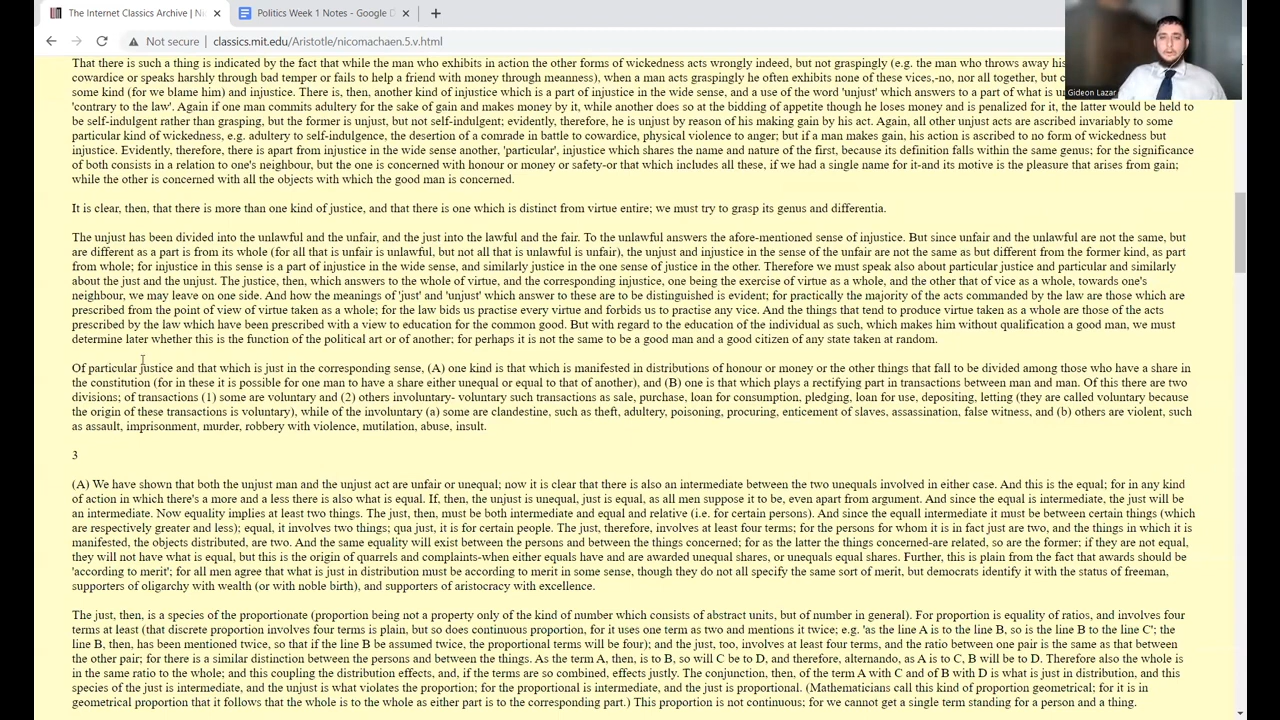 The Internet Classics Archive | Ni
Politics Week 1 Notes - Google D
Not secure
classics.mit.edu/Aristotle/nicomachaen.5.v.html
Gideon Lazar
That there is such a thing is indicated by the fact that while the man who exhibits in action the other forms of wickedness acts wrongly indeed, but not graspingly (e.g. the man who throws away his
cowardice or speaks harshly through bad temper or fails to help a friend with money through meanness), when a man acts graspingly he often exhibits none of these vices,-no, nor all together, but c
some kind (for we blame him) and injustice. There is, then, another kind of injustice which is a part of injustice in the wide sense, and a use of the word 'unjust' which answers to a part of what is u
'contrary to the law'. Again if one man commits adultery for the sake of gain and makes money by it, while another does so at the bidding of appetite though he loses money and is penalized for it, the latter would be held to
be self-indulgent rather than grasping, but the former is unjust, but not self-indulgent; evidently, therefore, he is unjust by reason of his making gain by his act. Again, all other unjust acts are ascribed invariably to some
particular kind of wickedness, e.g. adultery to self-indulgence, the desertion of a comrade in battle to cowardice, physical violence to anger; but if a man makes gain, his action is ascribed to no form of wickedness but
injustice. Evidently, therefore, there is apart from injustice in the wide sense another, 'particular', injustice which shares the name and nature of the first, because its definition falls within the same genus; for the significance
of both consists in a relation to one's neighbour, but the one is concerned with honour or money or safety-or that which includes all these, if we had a single name for it-and its motive is the pleasure that arises from gain;
while the other is concerned with all the objects with which the good man is concerned.
It is clear, then, that there is more than one kind of justice, and that there is one which is distinct from virtue entire; we must try to grasp its genus and differentia.
The unjust has been divided into the unlawful and the unfair, and the just into the lawful and the fair. To the unlawful answers the afore-mentioned sense of injustice. But since unfair and the unlawful are not the same, but
are different as a part is from its whole (for all that is unfair is unlawful, but not all that is unlawful is unfair), the unjust and injustice in the sense of the unfair are not the same as but different from the former kind, as part
from whole; for injustice in this sense is a part of injustice in the wide sense, and similarly justice in the one sense of justice in the other. Therefore we must speak also about particular justice and particular and similarly
about the just and the unjust. The justice, then, which answers to the whole of virtue, and the corresponding injustice, one being the exercise of virtue as a whole, and the other that of vice as a whole, towards one's
neighbour, we may leave on one side. And how the meanings of 'just' and 'unjust' which answer to these are to be distinguished is evident; for practically the majority of the acts commanded by the law are those which are
prescribed from the point of view of virtue taken as a whole; for the law bids us practise every virtue and forbids us to practise any vice. And the things that tend to produce virtue taken as a whole are those of the acts
prescribed by the law which have been prescribed with a view to education for the common good. But with regard to the education of the individual as such, which makes him without qualification a good man, we must
determine later whether this is the function of the political art or of another; for perhaps it is not the same to be a good man and a good citizen of any state taken at random.
Of particular justice and that which is just in the corresponding sense, (A) one kind is that which is manifested in distributions of honour or money or the other things that fall to be divided among those who have a share in
the constitution (for in these it is possible for one man to have a share either unequal or equal to that of another), and (B) one is that which plays a rectifying part in transactions between man and man. Of this there are two
divisions; of transactions (1) some are voluntary and (2) others involuntary- voluntary such transactions as sale, purchase, loan for consumption, pledging, loan for use, depositing, letting (they are called voluntary because
the origin of these transactions is voluntary), while of the involuntary (a) some are clandestine, such as theft, adultery, poisoning, procuring, enticement of slaves, assassination, false witness, and (b) others are violent, such
as assault, imprisonment, murder, robbery with violence, mutilation, abuse, insult.
3
(A) We have shown that both the unjust man and the unjust act are unfair or unequal; now it is clear that there is also an intermediate between the two unequals involved in either case. And this is the equal; for in any kind
of action in which there's a more and a less there is also what is equal. If, then, the unjust is unequal, just is equal, as all men suppose it to be, even apart from argument. And since the equal is intermediate, the just will be
an intermediate. Now equality implies at least two things. The just, then, must be both intermediate and equal and relative (i.e. for certain persons). And since the equall intermediate it must be between certain things (which
are respectively greater and less); equal, it involves two things; qua just, it is for certain people. The just, therefore, involves at least four terms; for the persons for whom it is in fact just are two, and the things in which it is
manifested, the objects distributed, are two. And the same equality will exist between the persons and between the things concerned; for as the latter the things concerned-are related, so are the former; if they are not equal,
they will not have what is equal, but this is the origin of quarrels and complaints-when either equals have and are awarded unequal shares, or unequals equal shares. Further, this is plain from the fact that awards should be
'according to merit'; for all men agree that what is just in distribution must be according to merit in some sense, though they do not all specify the same sort of merit, but democrats identify it with the status of freeman,
supporters of oligarchy with wealth (or with noble birth), and supporters of aristocracy with excellence.
The just, then, is a species of the proportionate (proportion being not a property only of the kind of number which consists of abstract units, but of number in general). For proportion is equality of ratios, and involves four
terms at least (that discrete proportion involves four terms is plain, but so does continuous proportion, for it uses one term as two and mentions it twice; e.g. 'as the line A is to the line B, so is the line B to the line C'; the
line B, then, has been mentioned twice, so that if the line B be assumed twice, the proportional terms will be four); and the just, too, involves at least four terms, and the ratio between one pair is the same as that between
the other pair; for there is a similar distinction between the persons and between the things. As the term A, then, is to B, so will C be to D, and therefore, alternando, as A is to C, B will be to D. Therefore also the whole is
in the same ratio to the whole; and this coupling the distribution effects, and, if the terms are so combined, effects justly. The conjunction, then, of the term A with C and of B with D is what is just in distribution, and this
species of the just is intermediate, and the unjust is what violates the proportion; for the proportional is intermediate, and the just is proportional. (Mathematicians call this kind of proportion geometrical; for it is in
geometrical proportion that it follows that the whole is to the whole as either part is to the corresponding part.) This proportion is not continuous; for we cannot get a single term standing for a person and a thing.